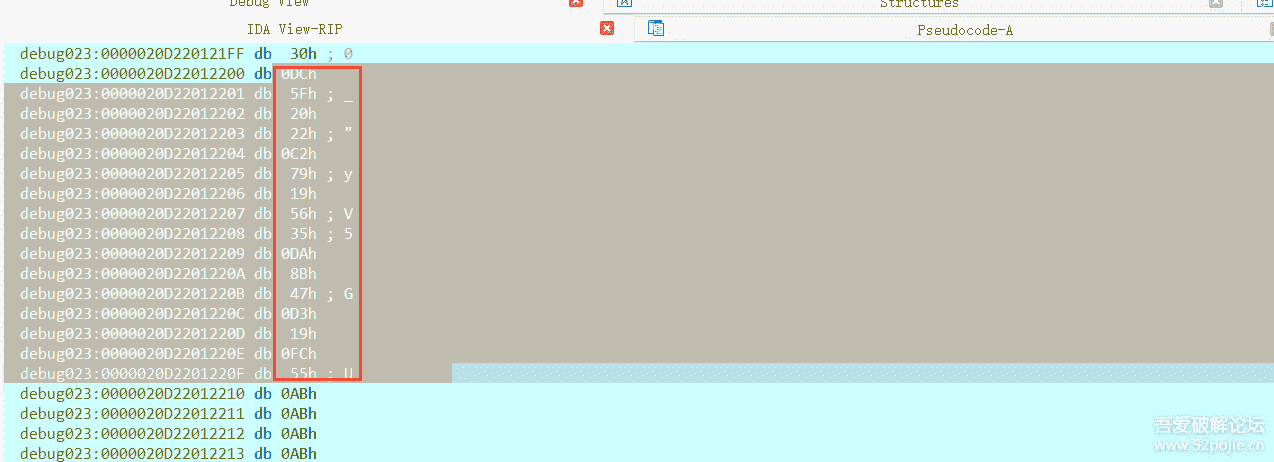 Debug View
Structures
IDA View-RIP
Pseudocode-A
debug023:0000020D220121FF db 30h ; 0
debug023:0000020D22012200 db 0DCh
debug023:0000020D22012201 db 5Fh ; _
debug023:0000020D22012202 db 20h
debug023:0000020D22012203 db 22h ; "
debug023:0000020D22012204 db 0C2h
debug023:0000020D22012205 db 79h ; y
debug023:0000020D22012206 db 19h
debug023:0000020D22012207 db 56h ; V
debug023:0000020D22012208 db 35h ; 5
debug023:0000020D22012209 db 0DAh
debug023:0000020D2201220A db 8Bh
debug023:0000020D2201220B db 47h ; G
debug023:0000020D2201220C db 0D3h
debug023:0000020D2201220D db 19h
debug023:0000020D2201220E db 0FCh
debug023:0000020D2201220F db 55h ; U
debug023:0000020D22012210 db 0ABh
debug023:0000020D22012211 db 0ABh
debug023:0000020D22012212 db 0ABh
debug023:0000020D22012213 db 0ABh
吾爱破解论坛
www.52pojie.cn